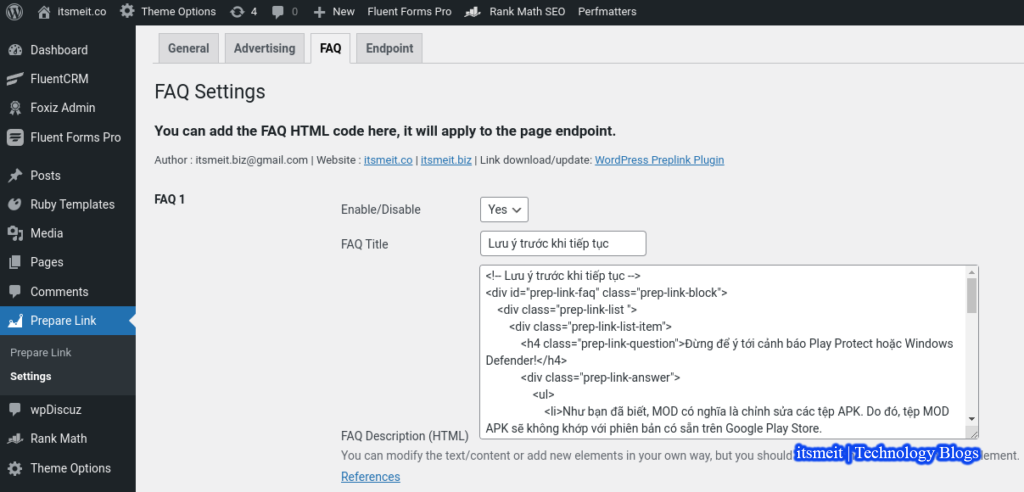 itsmeit.co Theme Options 4 0 New Fluent Forms Pro Rank Math SEO Perfmatters
Dashboard
FluentCRM
Foxiz Admin
Fluent Forms Pro
Posts
Ruby Templates
Media
Pages
Comments
Prepare Link
Prepare Link
Settings
wpDiscuz
Rank Math
Theme Options
General Advertising FAQ Endpoint
FAQ Settings
You can add the FAQ HTML code here, it will apply to the page endpoint.
Author : itsmeit.biz@gmail.com | Website : itsmeit.co | itsmeit.biz | Link download/update: WordPress Preplink Plugin
FAQ 1
Enable/Disable Yes
FAQ Title Lưu ý trước khi tiếp tục
<!-- Lưu ý trước khi tiếp tục -->
<div id="prep-link-faq" class="prep-link-block">
<div class="prep-link-list ">
<div class="prep-link-list-item">
<h4 class="prep-link-question">Đừng để ý tới cảnh báo Play Protect hoặc Windows
Defender!</h4>
<div class="prep-link-answer">
<ul>
<li>Như bạn đã biết, MOD có nghĩa là chỉnh sửa các tệp APK. Do đó, tệp MOD
APK sẽ không khớp với phiên bản có sẵn trên Google Play Store.
FAQ Description (HTML)
You can modify the text/content or add new elements in your own way, but you should
itsmeit | Technology Blogs
References